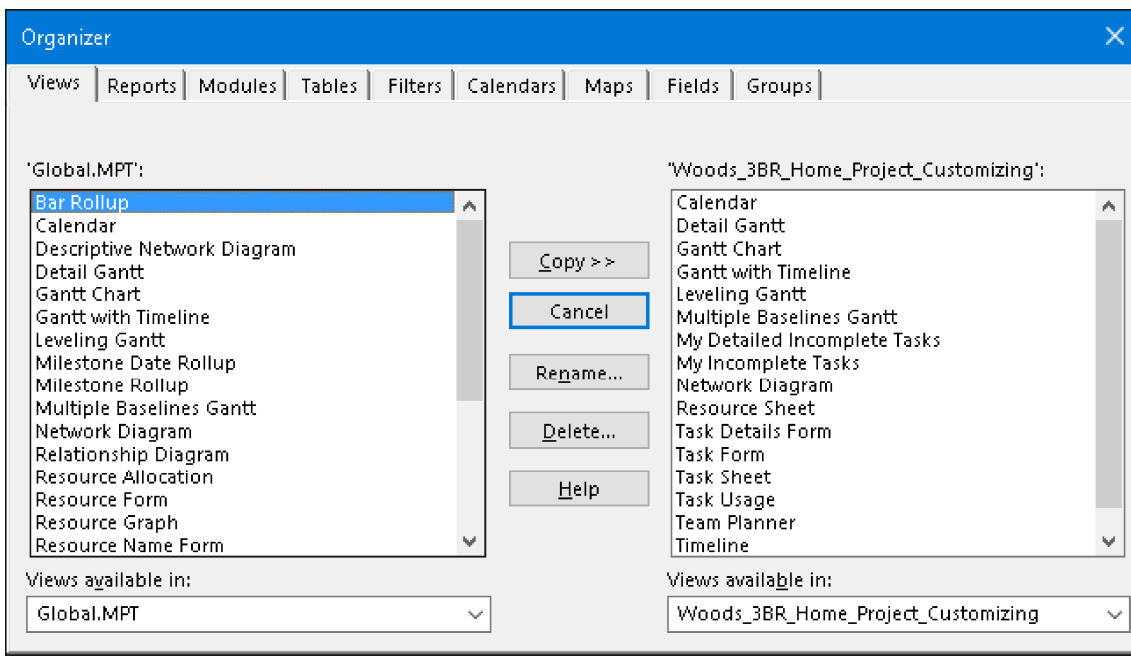 Organizer
Views Reports Modules Tables Filters Calendars Maps Fields Groups
'Global.MPT':
Bar Rollup
Calendar
Descriptive Network Diagram
Detail Gantt
Gantt Chart
Gantt with Timeline
Leveling Gantt
Milestone Date Rollup
Milestone Rollup
Multiple Baselines Gantt
Network Diagram
Relationship Diagram
Resource Allocation
Resource Form
Resource Graph
Resource Name Form
Views available in:
Global.MPT
Copy >>
Cancel
Rename...
Delete...
Help
'Woods_3BR_Home_Project_Customizing':
Calendar
Detail Gantt
Gantt Chart
Gantt with Timeline
Leveling Gantt
Multiple Baselines Gantt
My Detailed Incomplete Tasks
My Incomplete Tasks
Network Diagram
Resource Sheet
Task Details Form
Task Form
Task Sheet
Task Usage
Team Planner
Timeline
Views available in:
Woods_3BR_Home_Project_Customizing